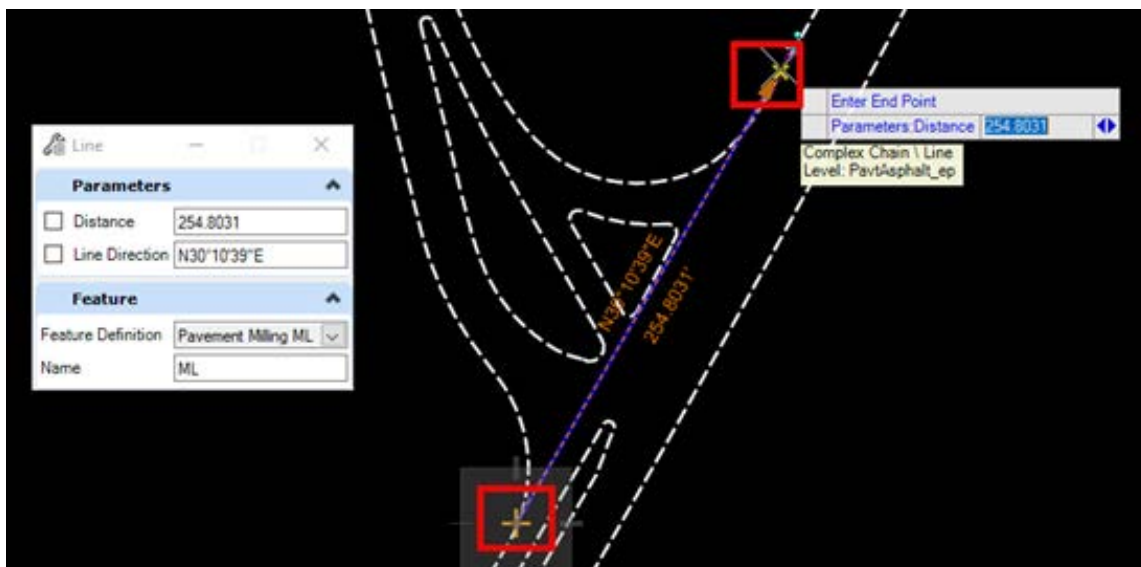 Line
Parameters
Distance 254.8031
Line Direction N30°10'39"E
Feature
Feature Definition Pavement Milling ML
Name ML
Enter End Point
Parameters:Distance 254.8031
Complex Chain \ Line
Level: PavtAsphalt_ep
N30°10'39"E
254.8031'